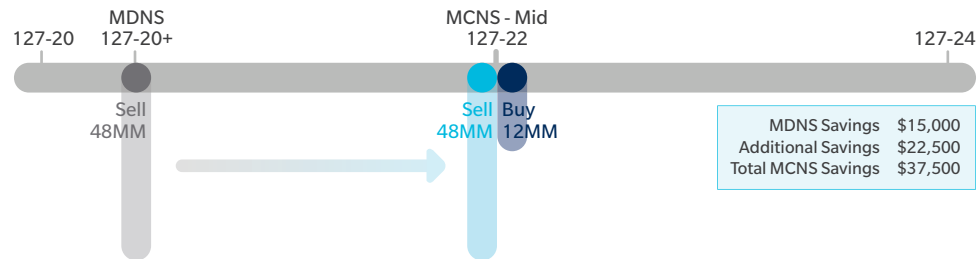 MDNS
MCNS - Mid
127-20
127-20+
127-22
127-24
Sell
48MM
Sell
48MM
Buy
12MM
MDNS Savings $15,000
Additional Savings $22,500
Total MCNS Savings $37,500